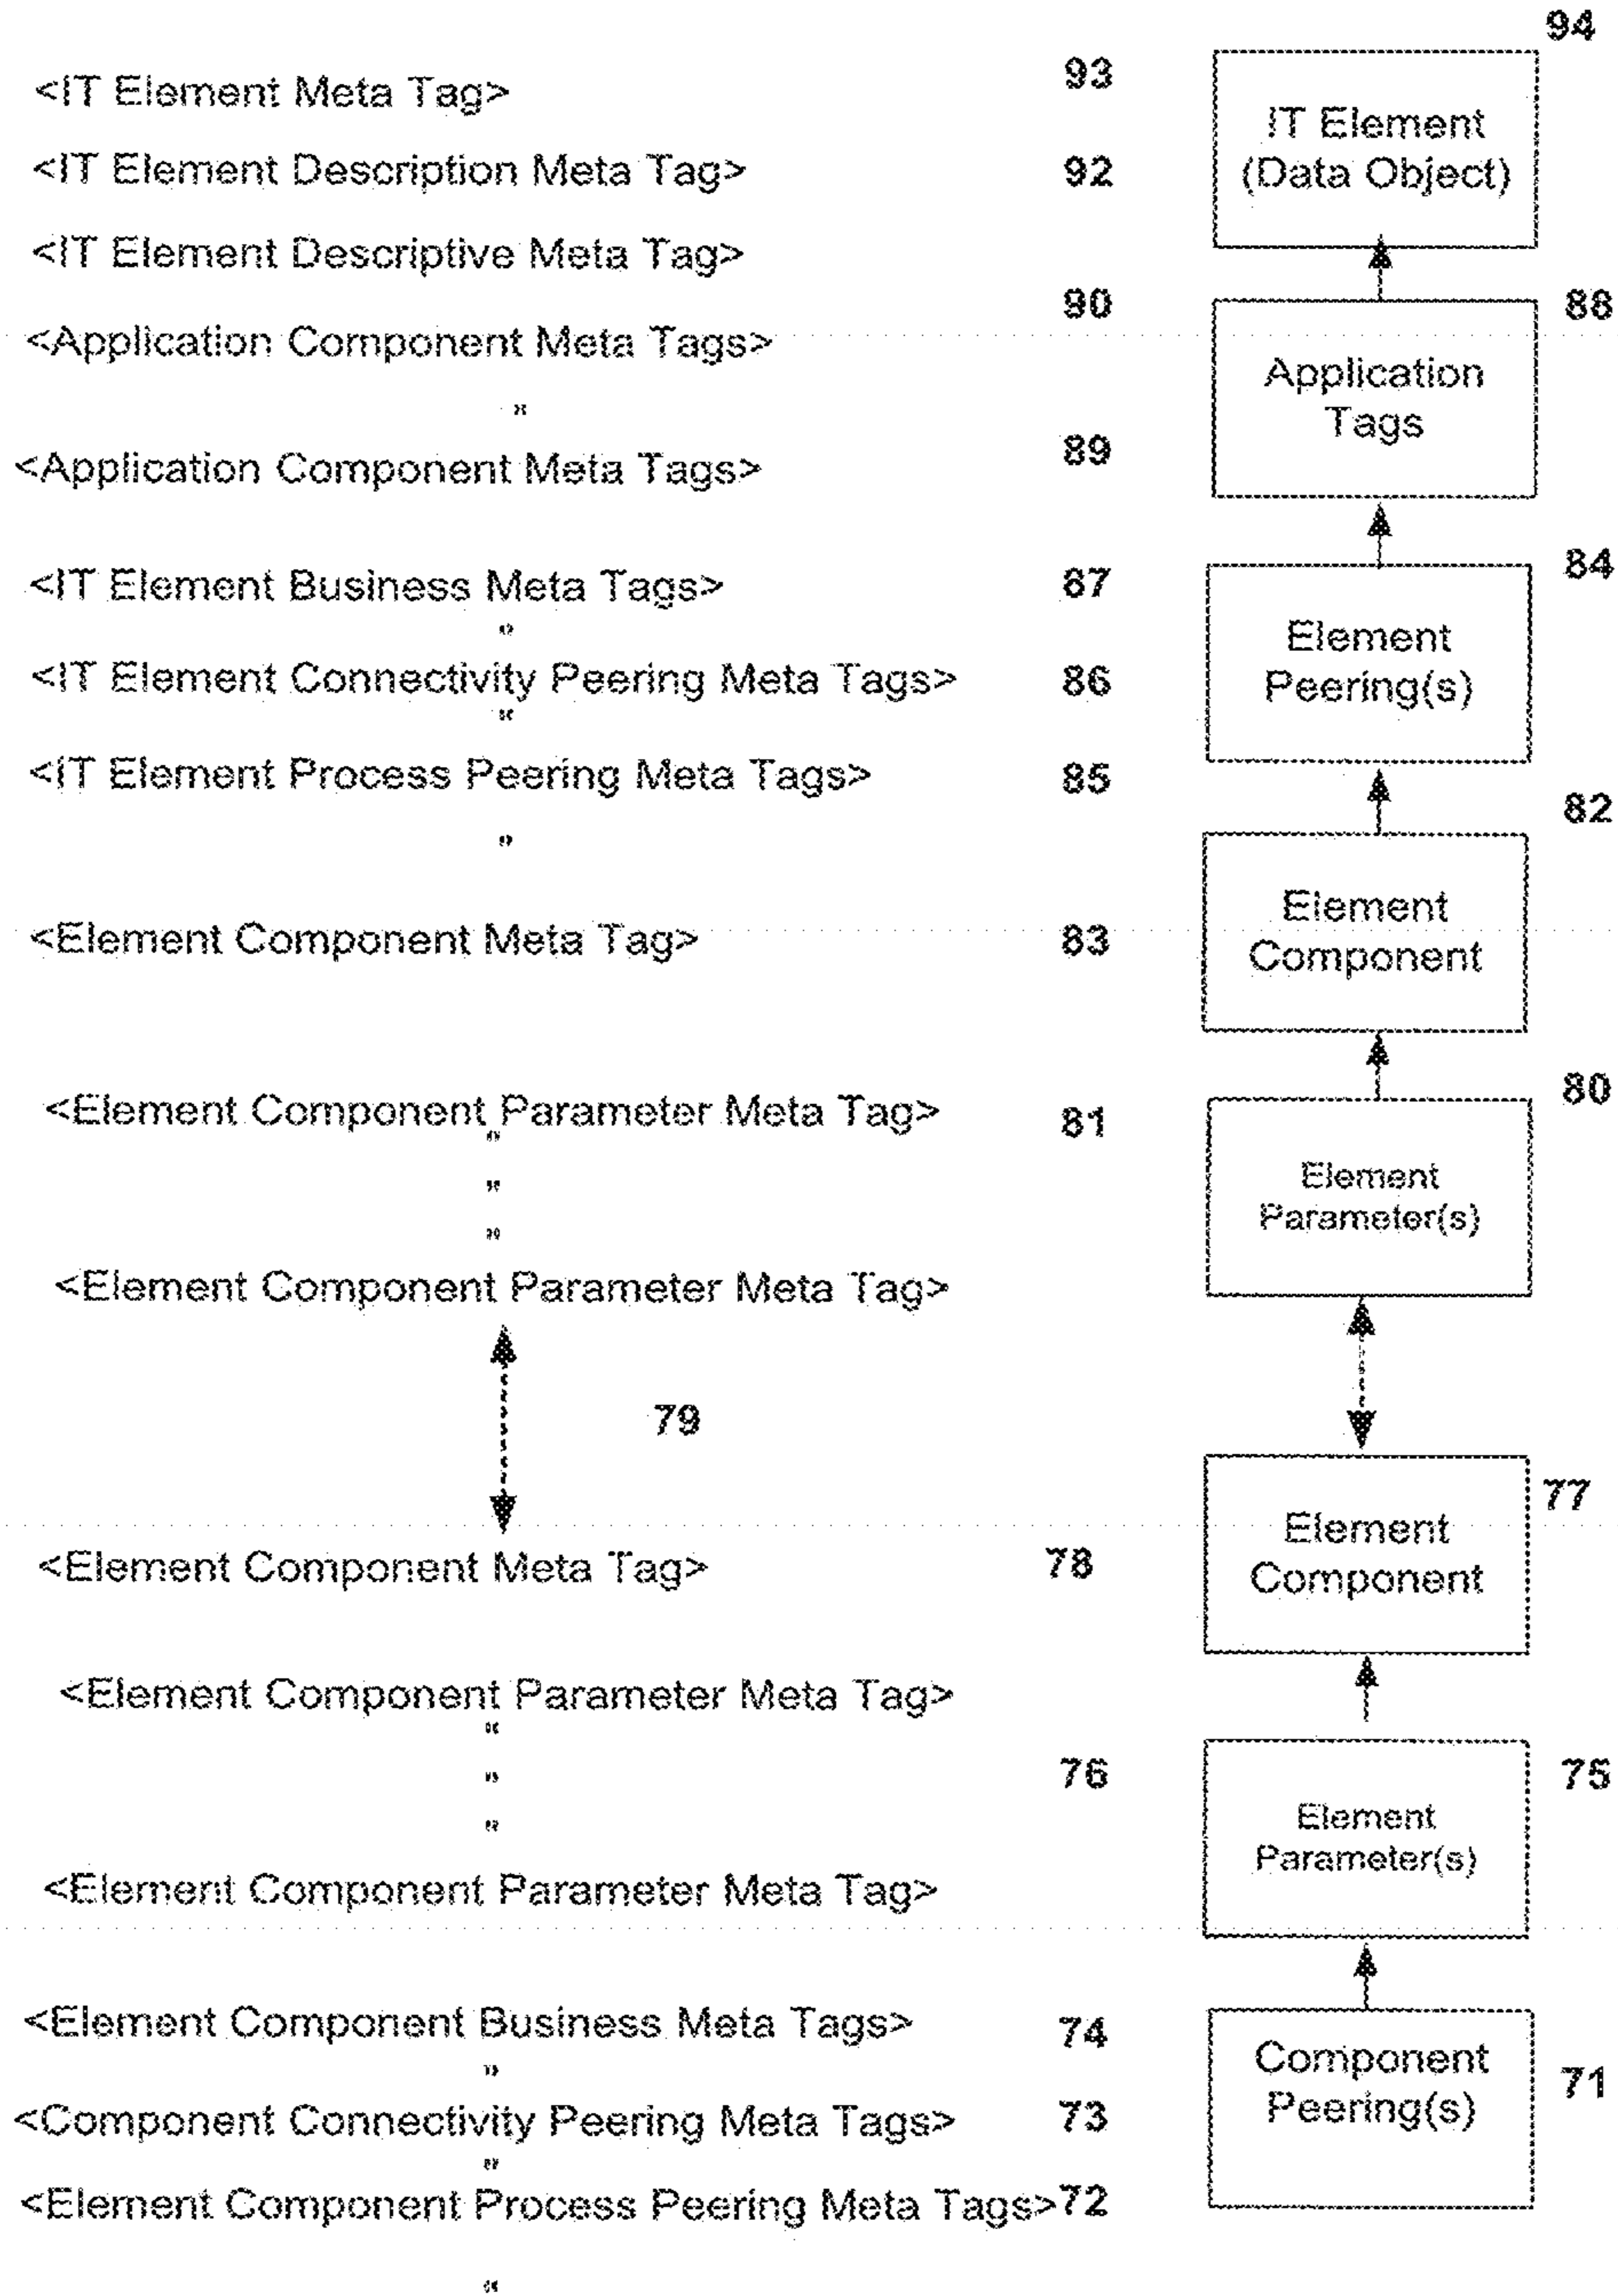 94
<IT Element Meta Tag> 93
IT Element
(Data Object)
<IT Element Description Meta Tag> 92
<IT Element Descriptive Meta Tag>
90
88
<Application Component Meta Tags>
Application
Tags
"
<Application Component Meta Tags> 89
<IT Element Business Meta Tags> 87
84
"
Element
Peering(s)
<IT Element Connectivity Peering Meta Tags> 86
"
<IT Element Process Peering Meta Tags> 85
82
"
<Element Component Meta Tag> 83
Element
Component
<Element Component Parameter Meta Tag> 81
80
"
"
"
Element
Parameter(s)
<Element Component Parameter Meta Tag>
79
77
<Element Component Meta Tag> 78
Element
Component
<Element Component Parameter Meta Tag>
"
"
"
76
75
Element
Parameter(s)
<Element Component Parameter Meta Tag>
<Element Component Business Meta Tags> 74
"
Component
Peering(s)
71
<Component Connectivity Peering Meta Tags> 73
"
<Element Component Process Peering Meta Tags> 72
"